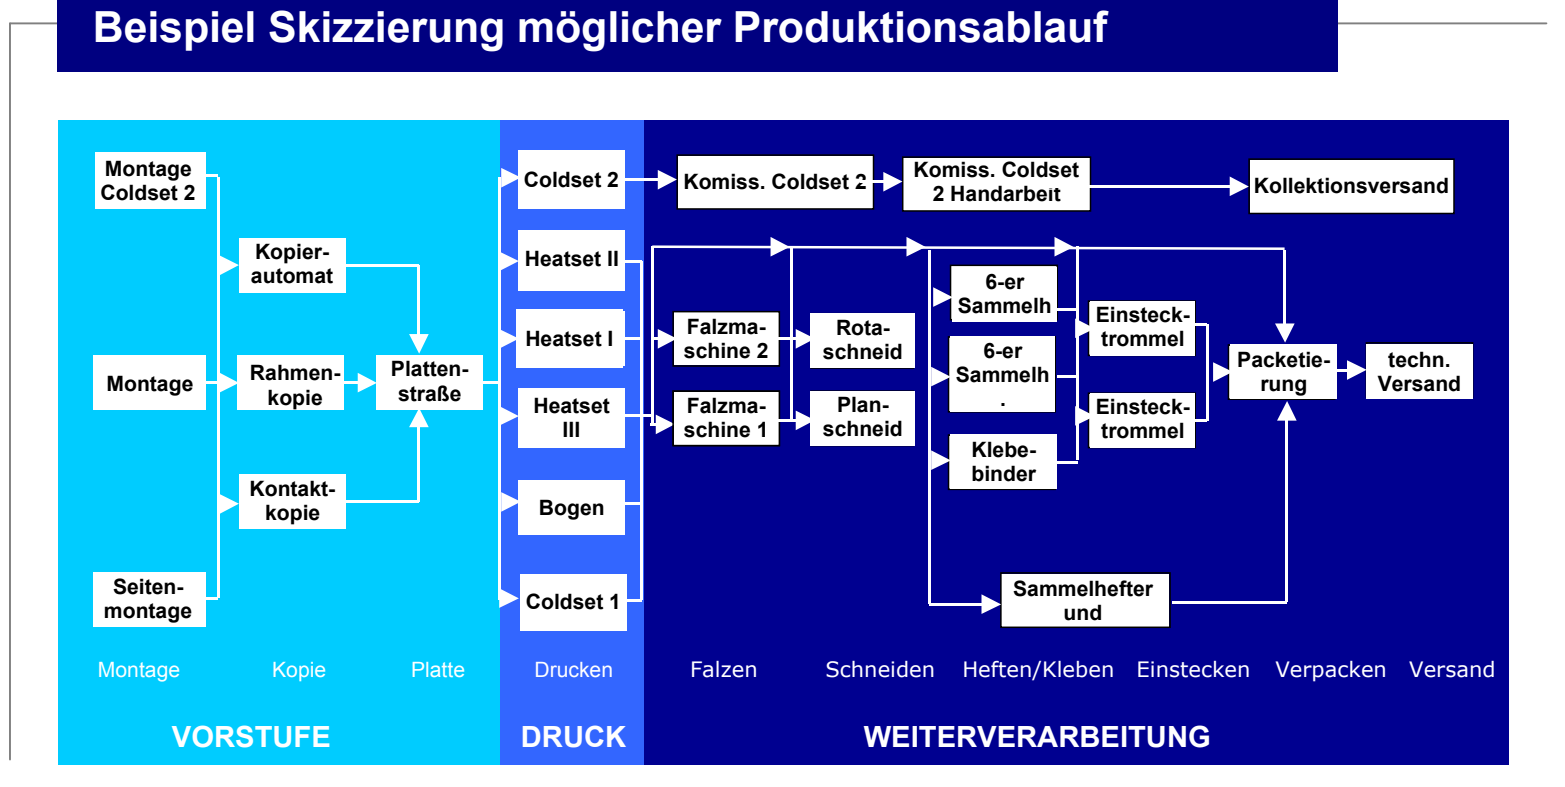 Beispiel Skizzierung möglicher Produktionsablauf
Montage
Coldset 2
Montage
Seiten-
montage
Kopier-
automat
Rahmen-
kopie
Kontakt-
kopie
Platten-
straße
Coldset 2
Heatset II
Heatset I
Heatset
III
Bogen
Coldset 1
Komiss. Coldset 2
Komiss. Coldset
2 Handarbeit
Kollektionsversand
Falzma-
schine 2
Falzma-
schine 1
Rota-
schneid
Plan-
schneid
6-er
Sammelh
6-er
Sammelh
.
Klebe-
binder
Einsteck-
trommel
Einsteck-
trommel
Packetie-
rung
techn.
Versand
Sammelhefter
und
Montage Kopie Platte Drucken Falzen Schneiden Heften/Kleben Einstecken Verpacken Versand
VORSTUFE DRUCK WEITERVERARBEITUNG